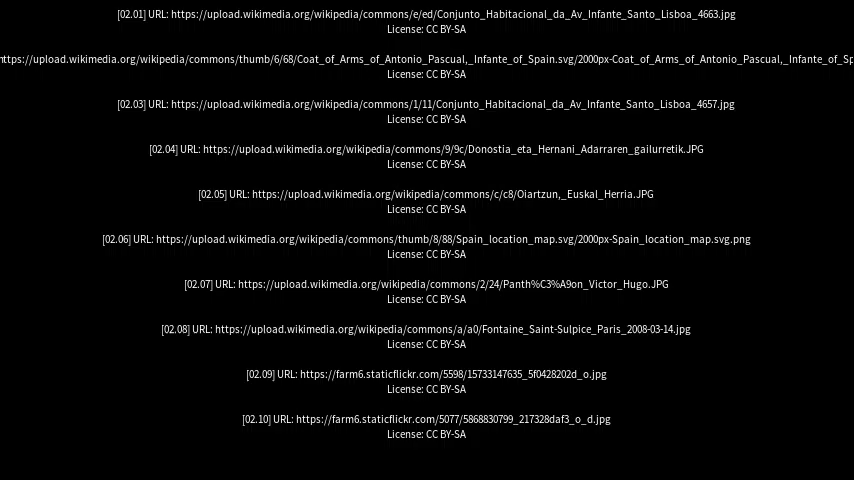 [02.01] URL: https://upload.wikimedia.org/wikipedia/commons/e/ed/Conjunto_Habitacional_da_Av_Infante_Santo_Lisboa_4663.jpg
License: CC BY-SA
https://upload.wikimedia.org/wikipedia/commons/thumb/6/68/Coat_of_Arms_of_Antonio_Pascual,_Infante_of_Spain.svg/2000px-Coat_of_Arms_of_Antonio_Pascual,_Infante_of_Sp
License: CC BY-SA
[02.03] URL: https://upload.wikimedia.org/wikipedia/commons/1/11/Conjunto_Habitacional_da_Av_Infante_Santo_Lisboa_4657.jpg
License: CC BY-SA
[02.04] URL: https://upload.wikimedia.org/wikipedia/commons/9/9c/Donostia_eta_Hernani_Adarraren_gailurretik.JPG
License: CC BY-SA
[02.05] URL: https://upload.wikimedia.org/wikipedia/commons/c/c8/Oiartzun,_Euskal_Herria.JPG
License: CC BY-SA
[02.06] URL: https://upload.wikimedia.org/wikipedia/commons/thumb/8/88/Spain_location_map.svg/2000px-Spain_location_map.svg.png
License: CC BY-SA
[02.07] URL: https://upload.wikimedia.org/wikipedia/commons/2/24/Panth%C3%A9on_Victor_Hugo.JPG
License: CC BY-SA
[02.08] URL: https://upload.wikimedia.org/wikipedia/commons/a/a0/Fontaine_Saint-Sulpice_Paris_2008-03-14.jpg
License: CC BY-SA
[02.09] URL: https://farm6.staticflickr.com/5598/15733147635_5f0428202d_o.jpg
License: CC BY-SA
[02.10] URL: https://farm6.staticflickr.com/5077/5868830799_217328daf3_o_d.jpg
License: CC BY-SA